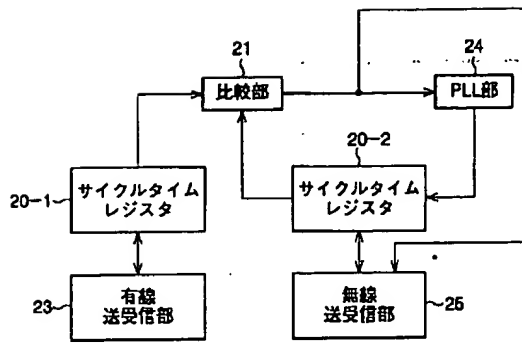 21
比較部
24
PLL部
20-2
20-1
サイクルタイム
レジスタ
サイクルタイム
レジスタ
23
有線
送受信部
無線
送受信部
25